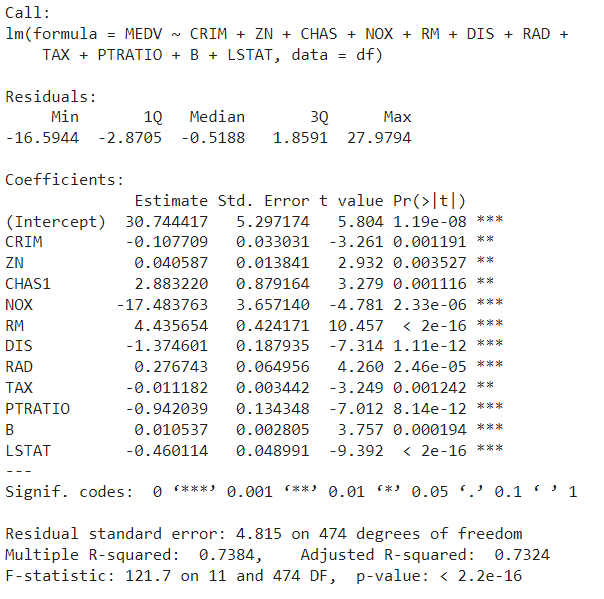 Call:
lm(formula = MEDV ~ CRIM + ZN + CHAS + NOX + RM + DIS + RAD +
    TAX + PTRATIO + B + LSTAT, data = df)

Residuals:
     Min       1Q   Median       3Q      Max
-16.5944  -2.8705  -0.5188   1.8591  27.9794

Coefficients:
              Estimate Std. Error t value Pr(>|t|)
(Intercept)  30.744417   5.297174   5.804 1.19e-08 ***
CRIM         -0.107709   0.033031  -3.261 0.001191 **
ZN            0.040587   0.013841   2.932 0.003527 **
CHAS1         2.883220   0.879164   3.279 0.001116 **
NOX         -17.483763   3.657140  -4.781 2.33e-06 ***
RM            4.435654   0.424171  10.457  < 2e-16 ***
DIS          -1.374601   0.187935  -7.314 1.11e-12 ***
RAD           0.276743   0.064956   4.260 2.46e-05 ***
TAX          -0.011182   0.003442  -3.249 0.001242 **
PTRATIO      -0.942039   0.134348  -7.012 8.14e-12 ***
B             0.010537   0.002805   3.757 0.000194 ***
LSTAT        -0.460114   0.048991  -9.392  < 2e-16 ***
---
Signif. codes:  0 ‘***’ 0.001 ‘**’ 0.01 ‘*’ 0.05 ‘.’ 0.1 ‘ ’ 1

Residual standard error: 4.815 on 474 degrees of freedom
Multiple R-squared:  0.7384,    Adjusted R-squared:  0.7324
F-statistic: 121.7 on 11 and 474 DF,  p-value: < 2.2e-16